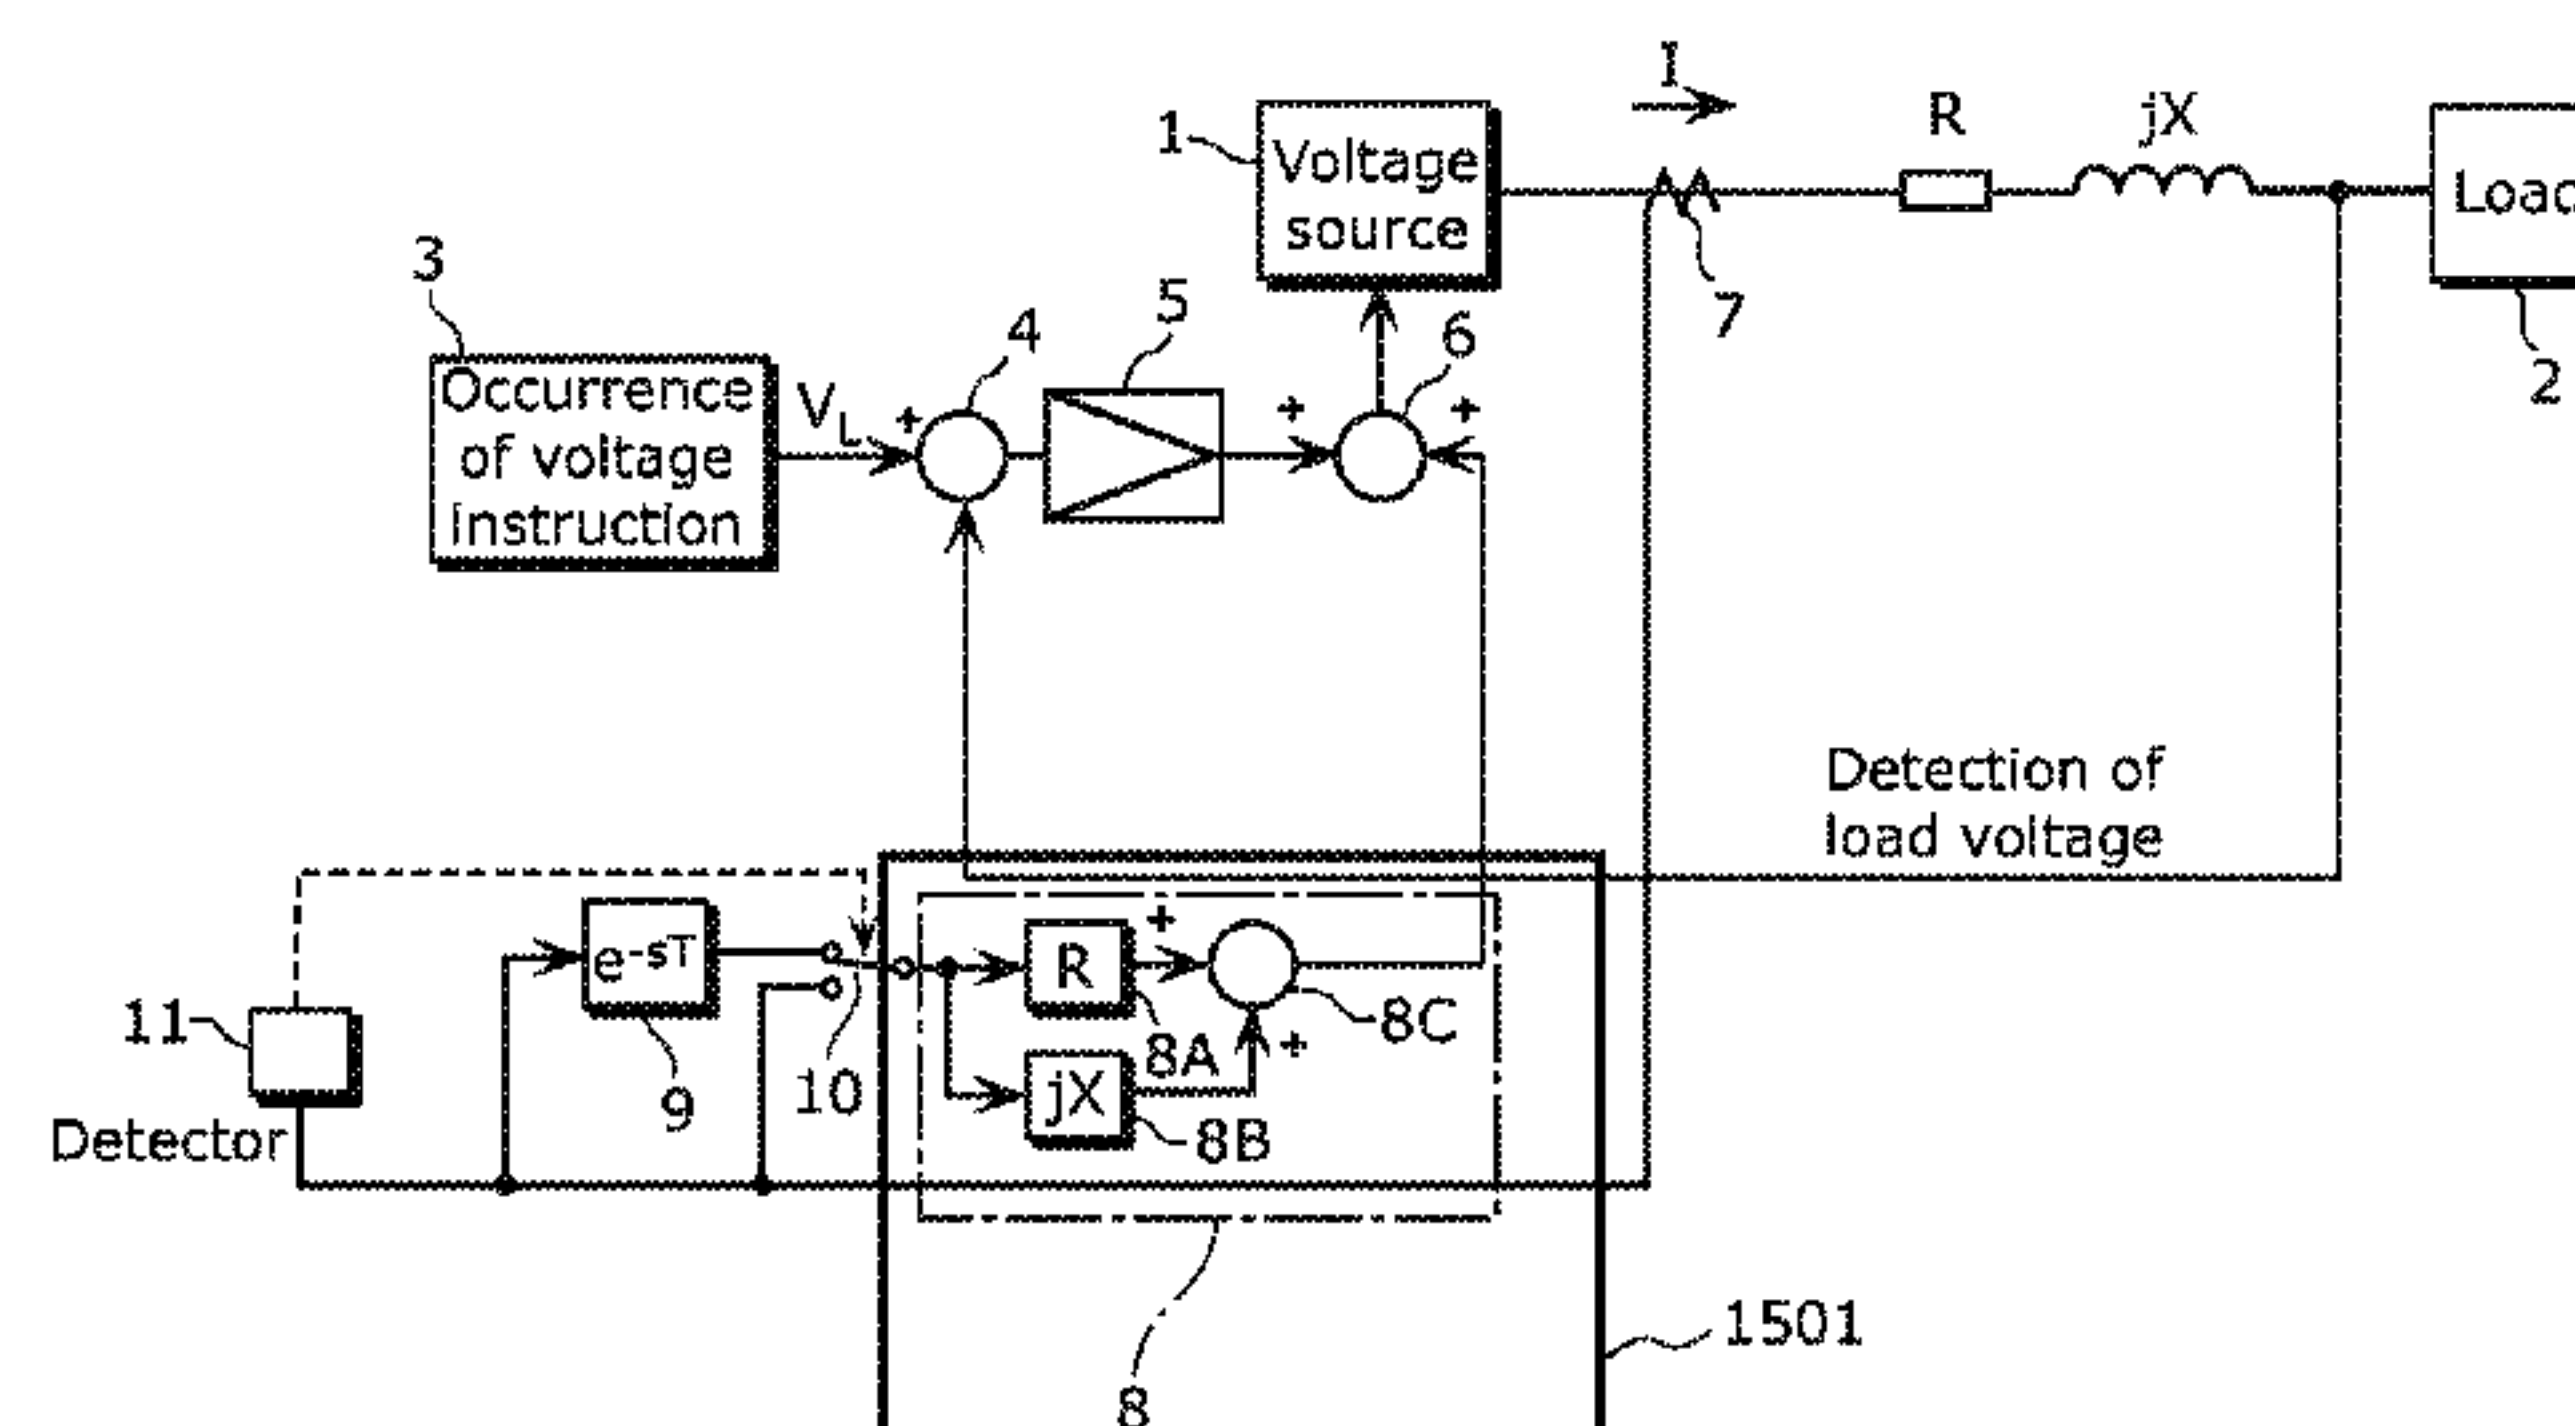 I
R
jX
1
Voltage
source
Load
7
2
3
Occurrence
of voltage
instruction
VL
+
4
5
+
6
+
Detection of
load voltage
11
Detector
e-sT
9
10
R
+
8A
jX
8B
+
8C
8
1501